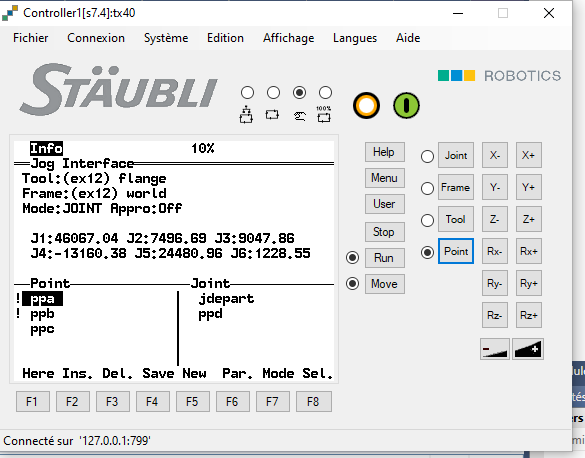 Controller1[s7.4]:tx40
Fichier Connexion Système Edition Affichage Langues Aide
STÄUBLI
ROBOTICS
100%
Info 10%
Jog Interface
Tool:(ex12) flange
Frame:(ex12) world
Mode:JOINT Appro:Off
J1:46067.04 J2:7496.69 J3:9047.86
J4:-13160.38 J5:24480.96 J6:1228.55
Point Joint
! ppa jdepart
! ppb ppd
ppc
Here Ins. Del. Save New Par. Mode Sel.
F1 F2 F3 F4 F5 F6 F7 F8
Help
Menu
User
Stop
Run
Move
Joint X- X+
Frame Y- Y+
Tool Z- Z+
Point Rx- Rx+
Ry- Ry+
Rz- Rz+
- +
Connecté sur '127.0.0.1:799'